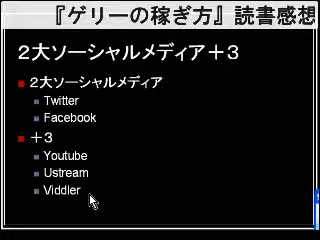 『ゲリーの稼ぎ方』読書感想
2大ソーシャルメディア+3
2大ソーシャルメディア
Twitter
Facebook
+3
Youtube
Ustream
Viddler